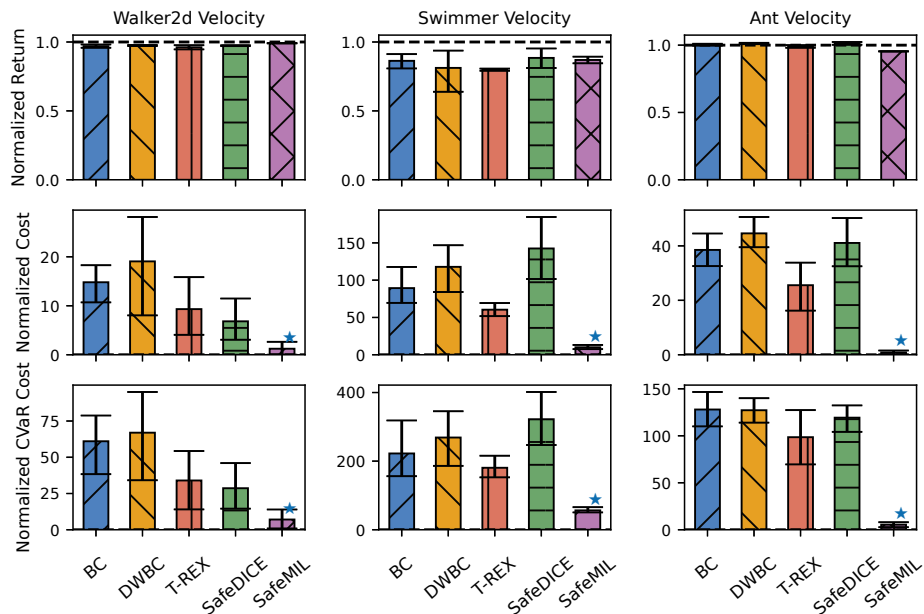 Walker2d Velocity
Swimmer Velocity
Ant Velocity
Normalized Return
1.0
0.5
0.0
1.0
0.5
0.0
1.0
0.5
0.0
Normalized Cost
20
10
0
150
100
50
0
40
20
0
Normalized CVaR Cost
75
50
25
0
400
200
0
150
100
50
0
BC
DWBC
T-REX
SafeDICE
SafeMIL
BC
DWBC
T-REX
SafeDICE
SafeMIL
BC
DWBC
T-REX
SafeDICE
SafeMIL